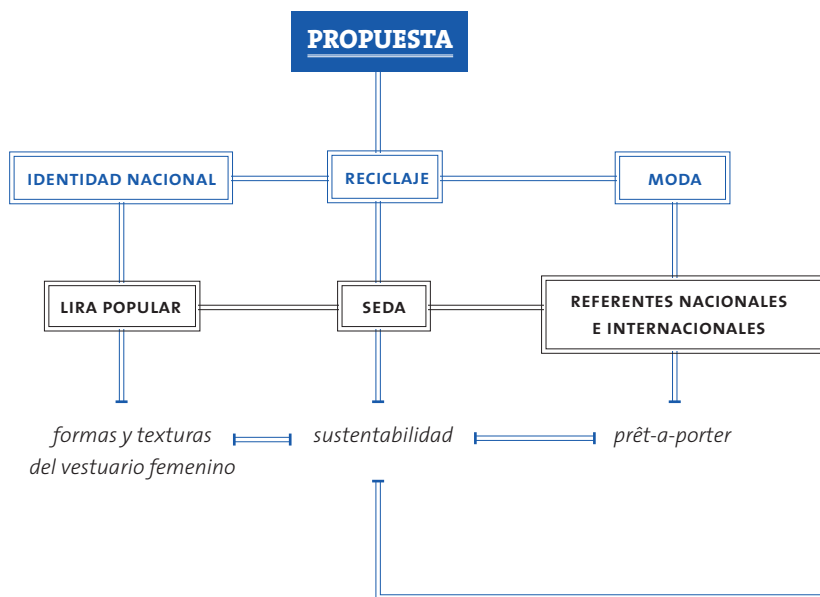 PROPUESTA
IDENTIDAD NACIONAL
RECICLAJE
MODA
LIRA POPULAR
SEDA
REFERENTES NACIONALES
E INTERNACIONALES
formas y texturas
del vestuario femenino
sustentabilidad
prêt-a-porter